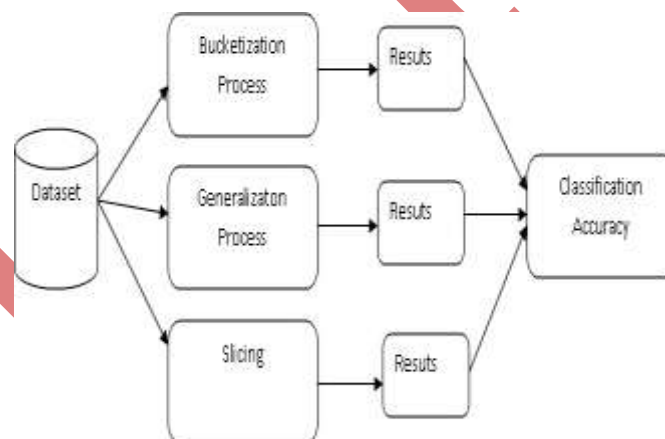 Bucketization
Process
Resuts
Dataset
Generalizaton
Process
Resuts
Classification
Accuracy
Slicing
Resuts